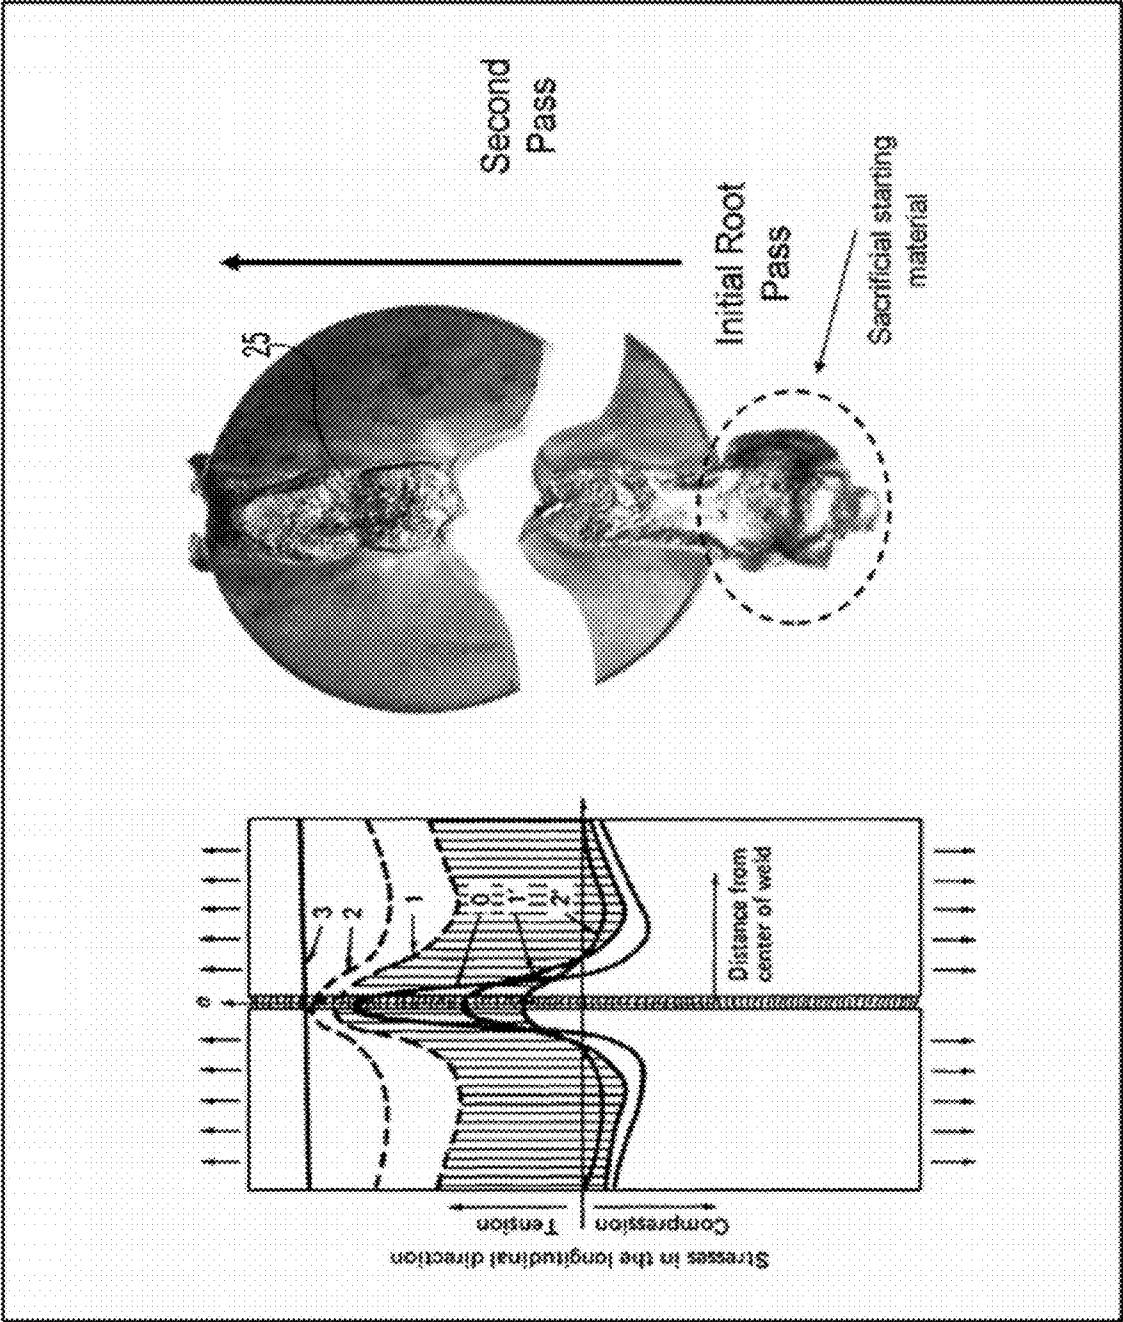 Second
Pass
25
Initial Root
Pass
Sacrificial starting
material
σ
3
2
1
0
1'
2'
Distance from
center of weld
Tension
Compression
Stresses in the longitudinal direction